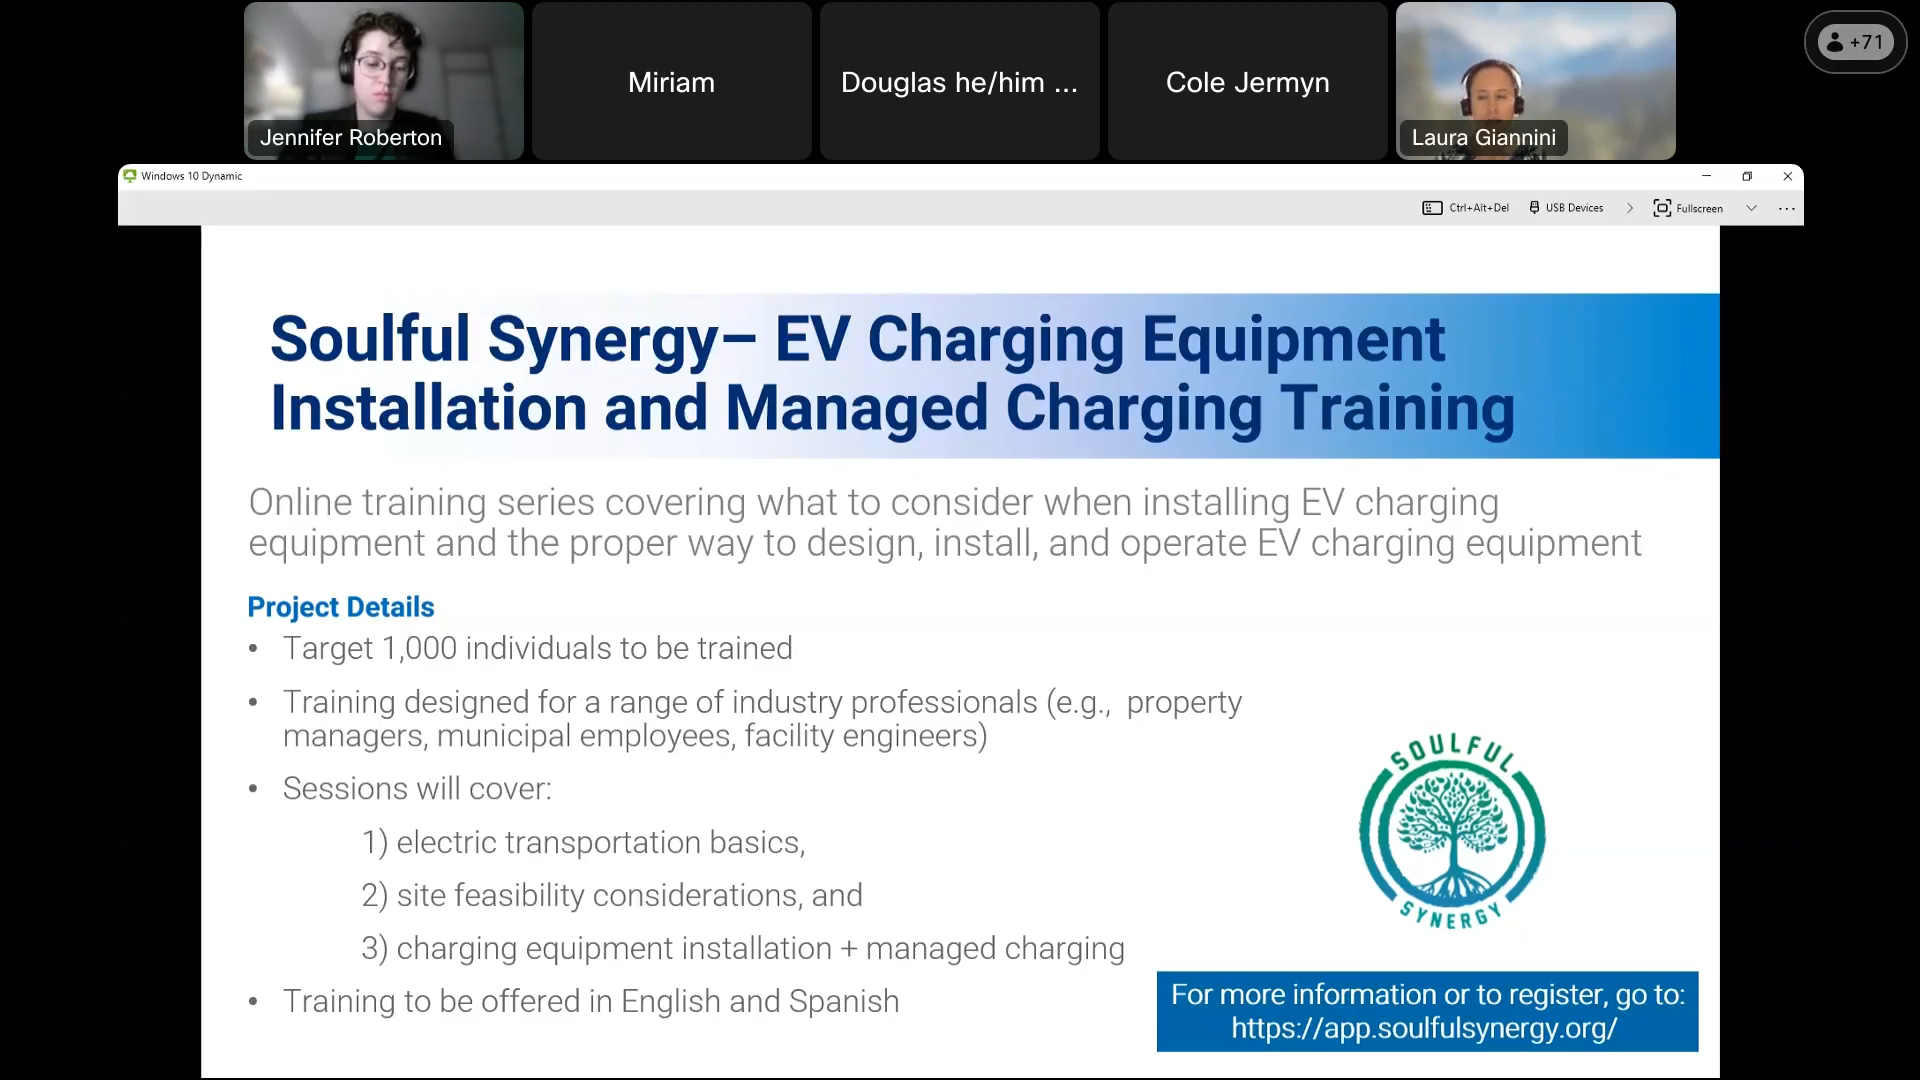 Miriam
Douglas he/him ...
Cole Jermyn
+71
Jennifer Roberton
Laura Giannini
Windows 10 Dynamic
Ctrl+Alt+Del
USB Devices
Fullscreen
Soulful Synergy– EV Charging Equipment
Installation and Managed Charging Training
Online training series covering what to consider when installing EV charging
equipment and the proper way to design, install, and operate EV charging equipment
Project Details
• Target 1,000 individuals to be trained
• Training designed for a range of industry professionals (e.g., property
managers, municipal employees, facility engineers)
• Sessions will cover:
1) electric transportation basics,
2) site feasibility considerations, and
3) charging equipment installation + managed charging
• Training to be offered in English and Spanish
SOULFUL
SYNERGY
For more information or to register, go to:
https://app.soulfulsynergy.org/